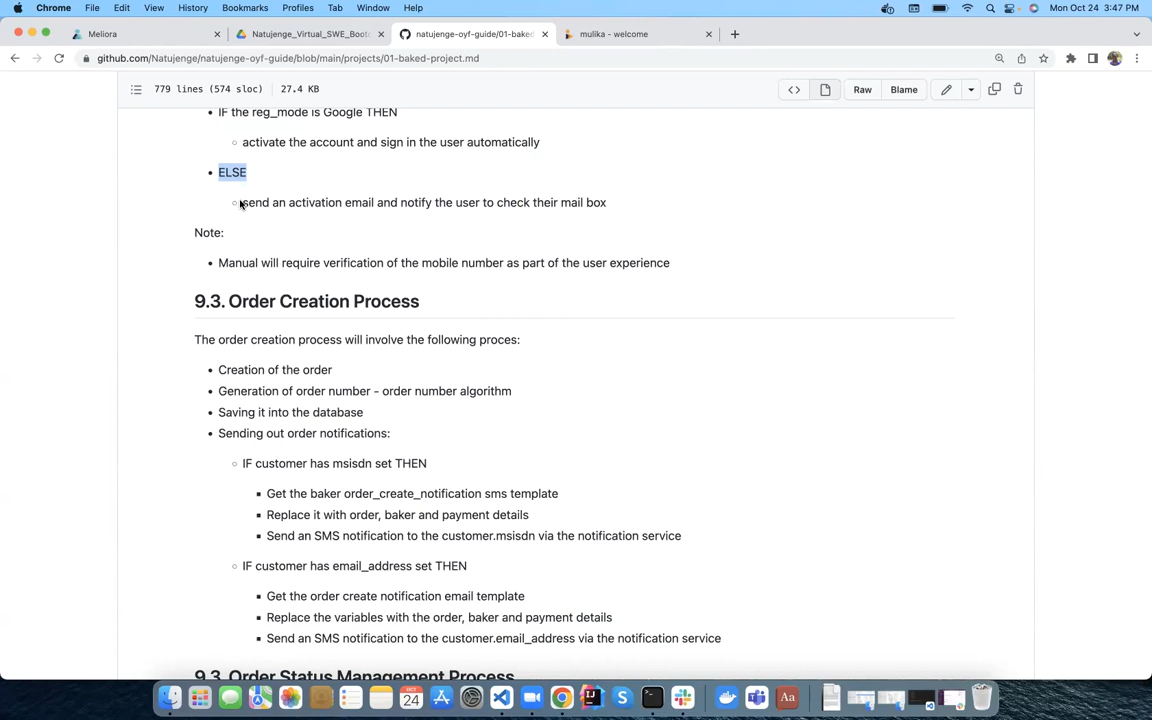 Chrome File Edit View History Bookmarks Profiles Tab Window Help Mon Oct 24 3:47 PM
Meliora Natujenge_Virtual_SWE_Boot natujenge-oyf-guide/01-baked- mulika - welcome
github.com/Natujenge/natujenge-oyf-guide/blob/main/projects/01-baked-project.md
779 lines (574 sloc) 27.4 KB Raw Blame
• IF the reg_mode is Google THEN
◦ activate the account and sign in the user automatically
• ELSE
◦ send an activation email and notify the user to check their mail box
Note:
• Manual will require verification of the mobile number as part of the user experience
9.3. Order Creation Process
The order creation process will involve the following proces:
• Creation of the order
• Generation of order number - order number algorithm
• Saving it into the database
• Sending out order notifications:
◦ IF customer has msisdn set THEN
▪ Get the baker order_create_notification sms template
▪ Replace it with order, baker and payment details
▪ Send an SMS notification to the customer.msisdn via the notification service
◦ IF customer has email_address set THEN
▪ Get the order create notification email template
▪ Replace the variables with the order, baker and payment details
▪ Send an SMS notification to the customer.email_address via the notification service
9.3. Order Status Management Process
OCT
24
Aa